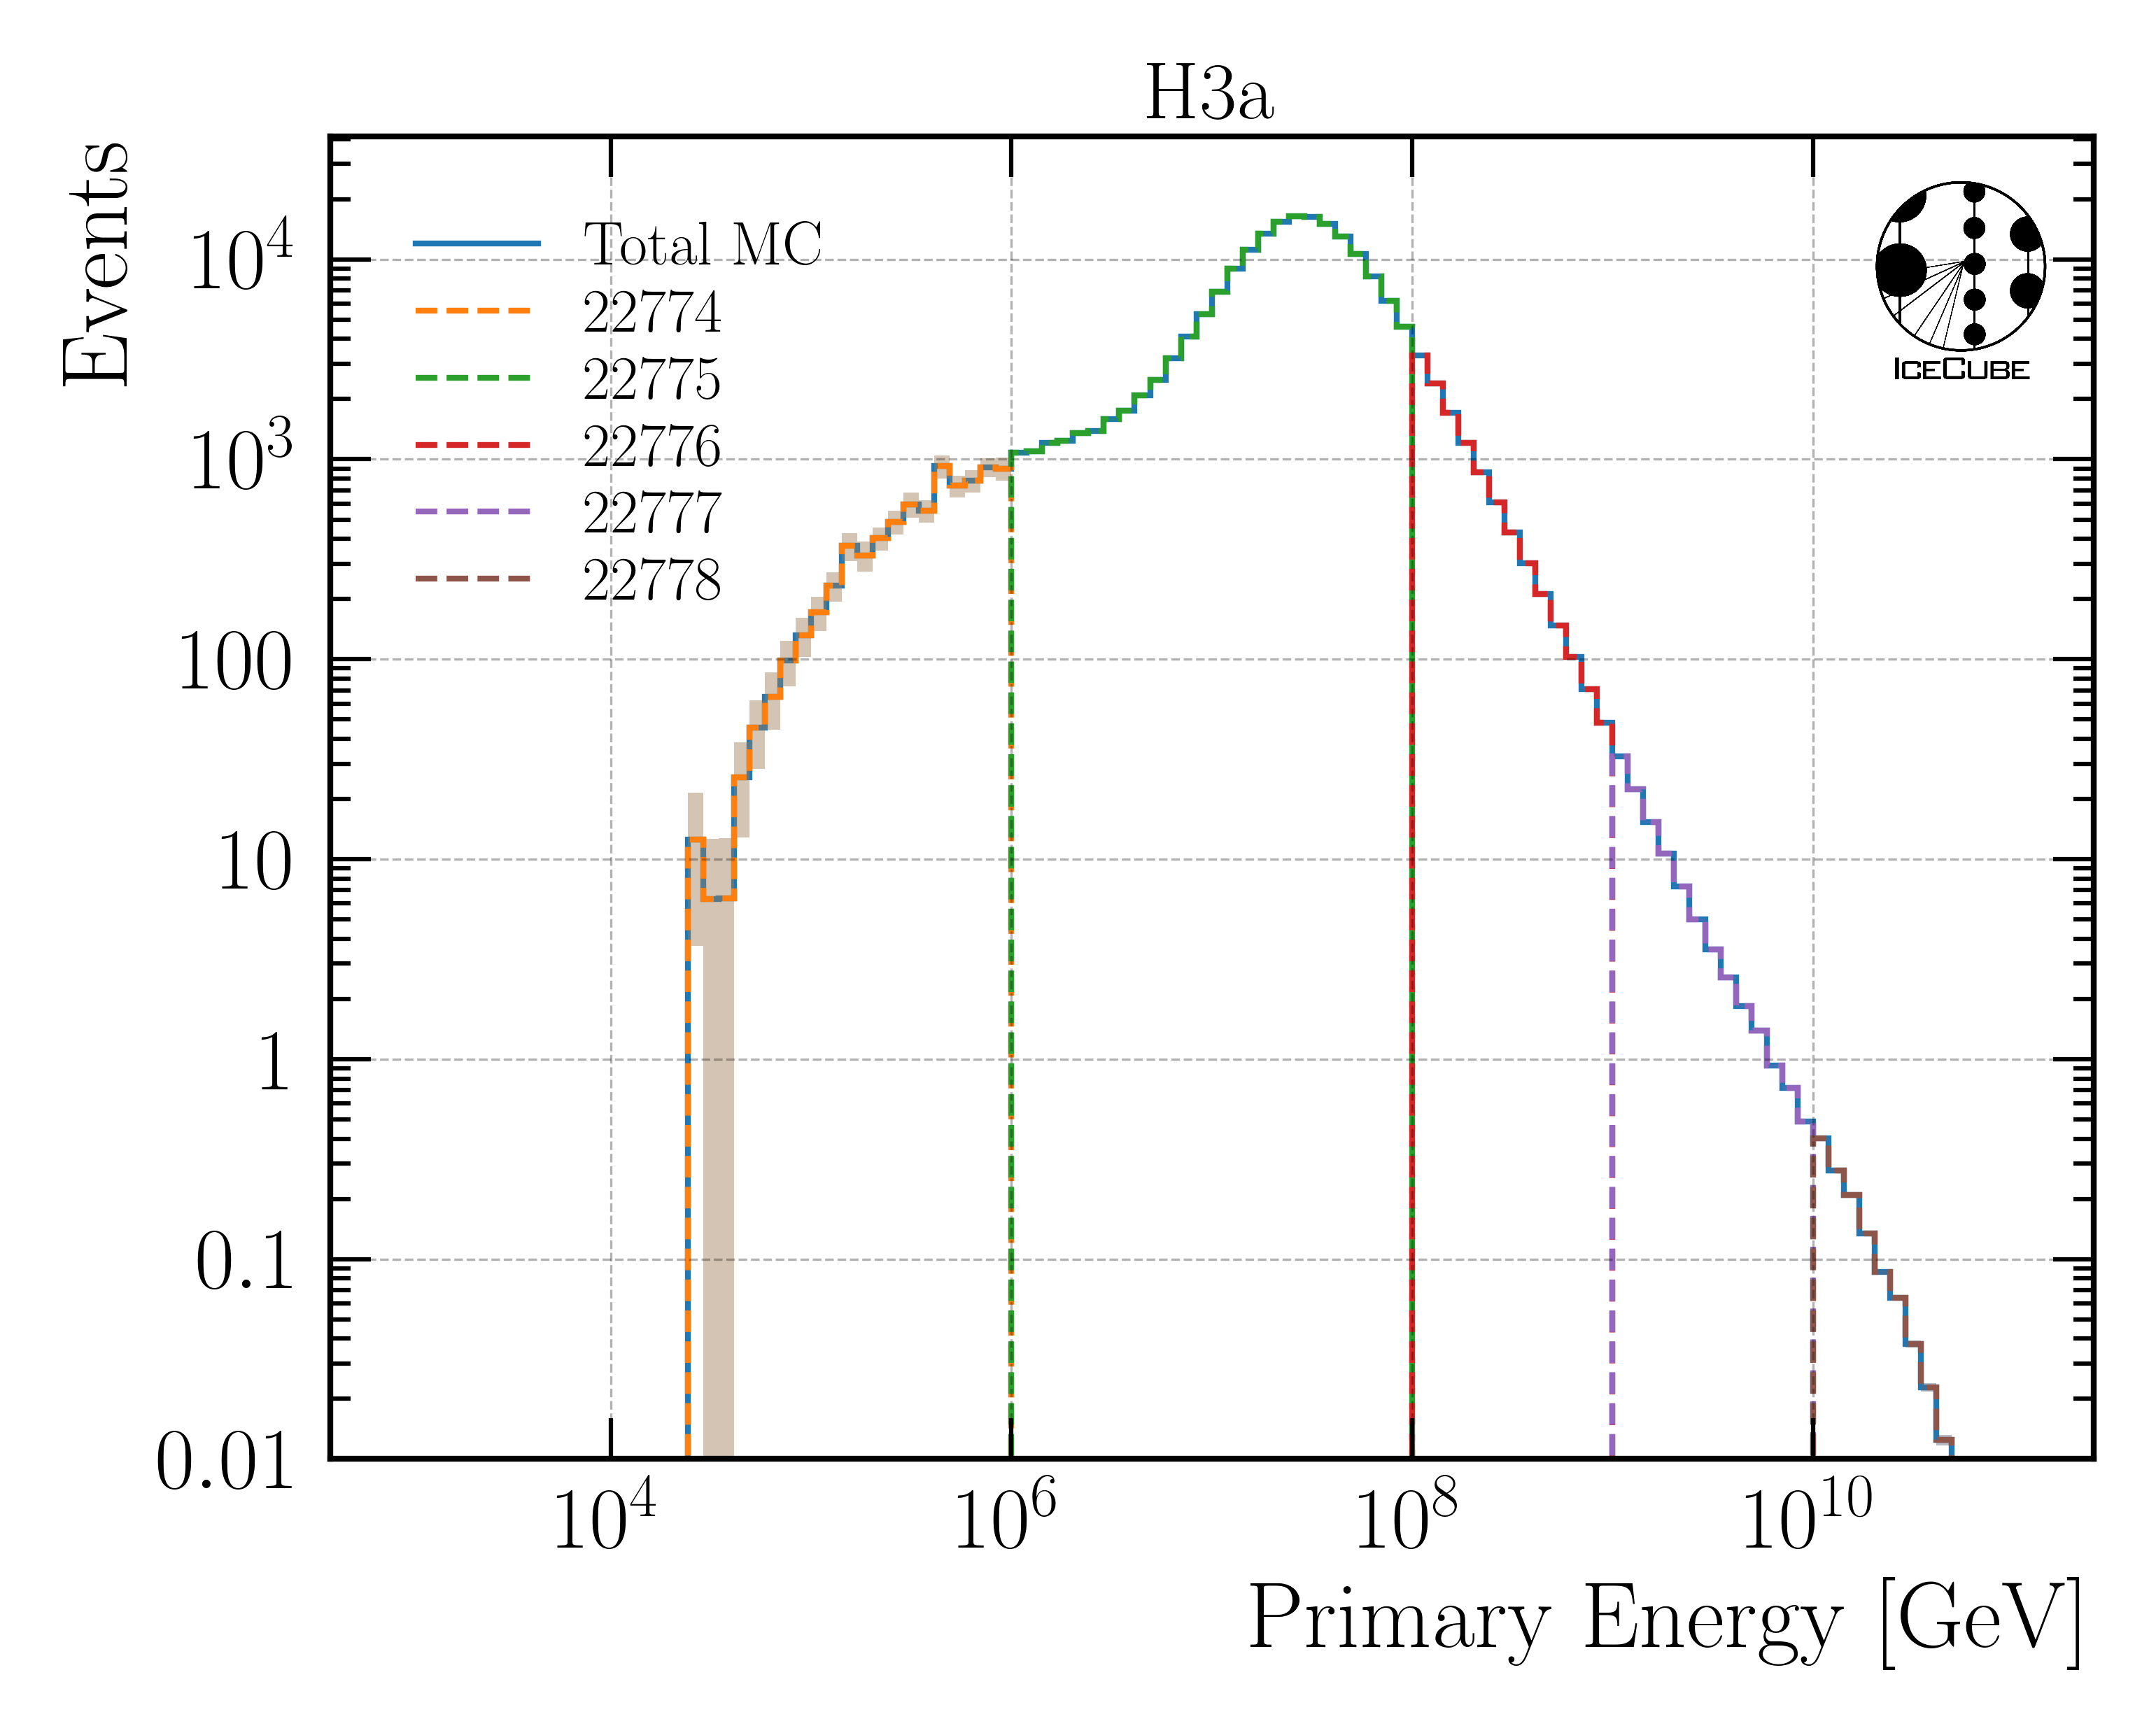 H3a
Events
10^4
10^3
100
10
1
0.1
0.01
Total MC
22774
22775
22776
22777
22778
ICECUBE
10^4 10^6 10^8 10^10
Primary Energy [GeV]